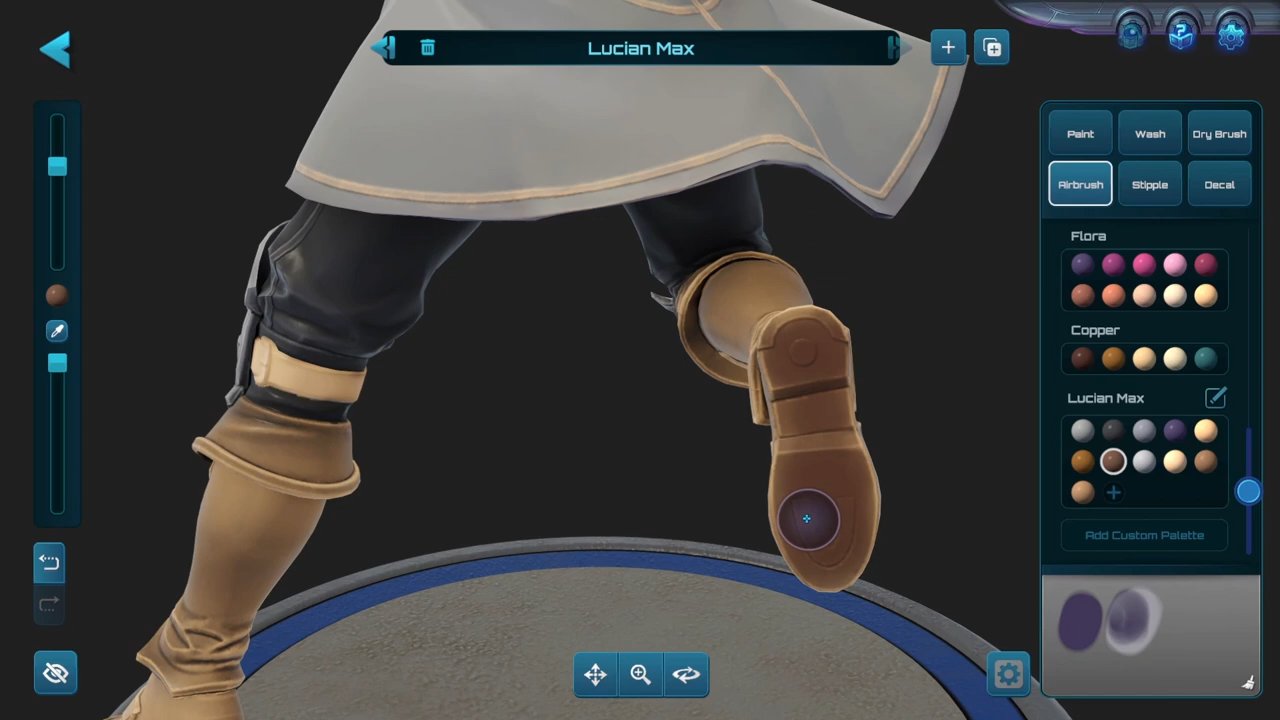 Lucian Max
Paint
Wash
Dry Brush
Airbrush
Stipple
Decal
Flora
Copper
Lucian Max
Add Custom Palette